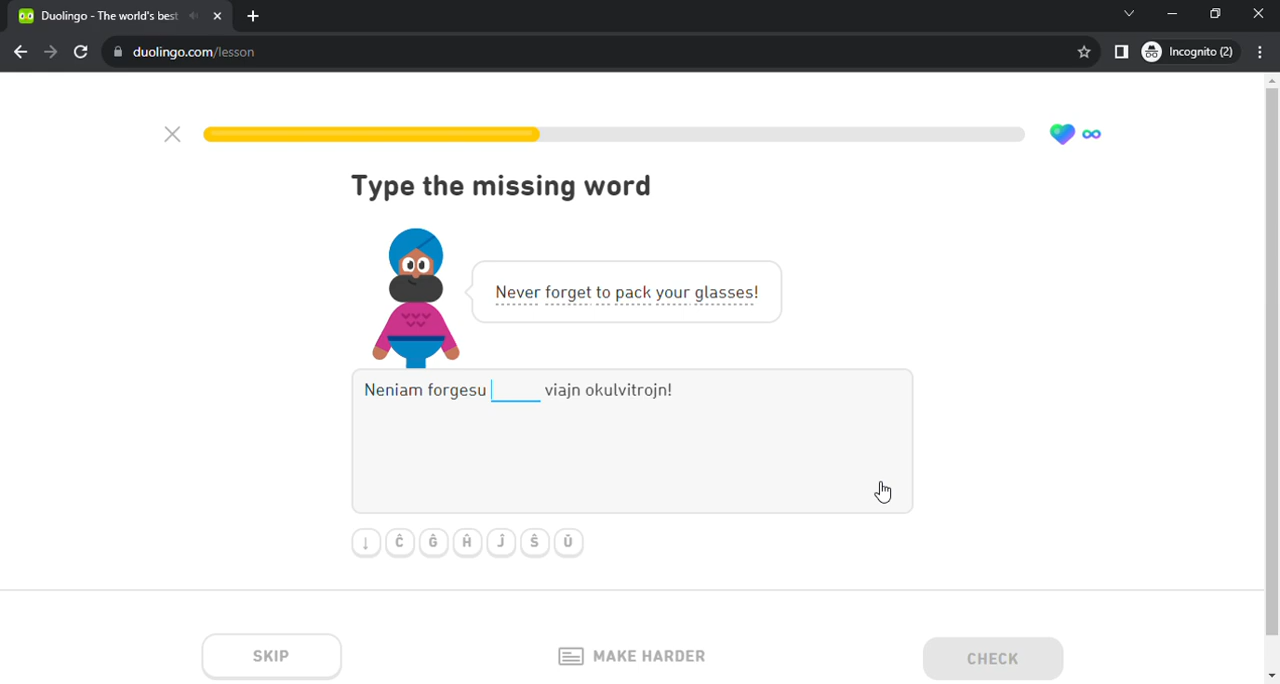 Duolingo - The world's best
duolingo.com/lesson
Incognito (2)
Type the missing word
Never forget to pack your glasses!
Neniam forgesu _____ viajn okulvitrojn!
↓ Ĉ Ĝ Ĥ Ĵ Ŝ Ŭ
SKIP
MAKE HARDER
CHECK